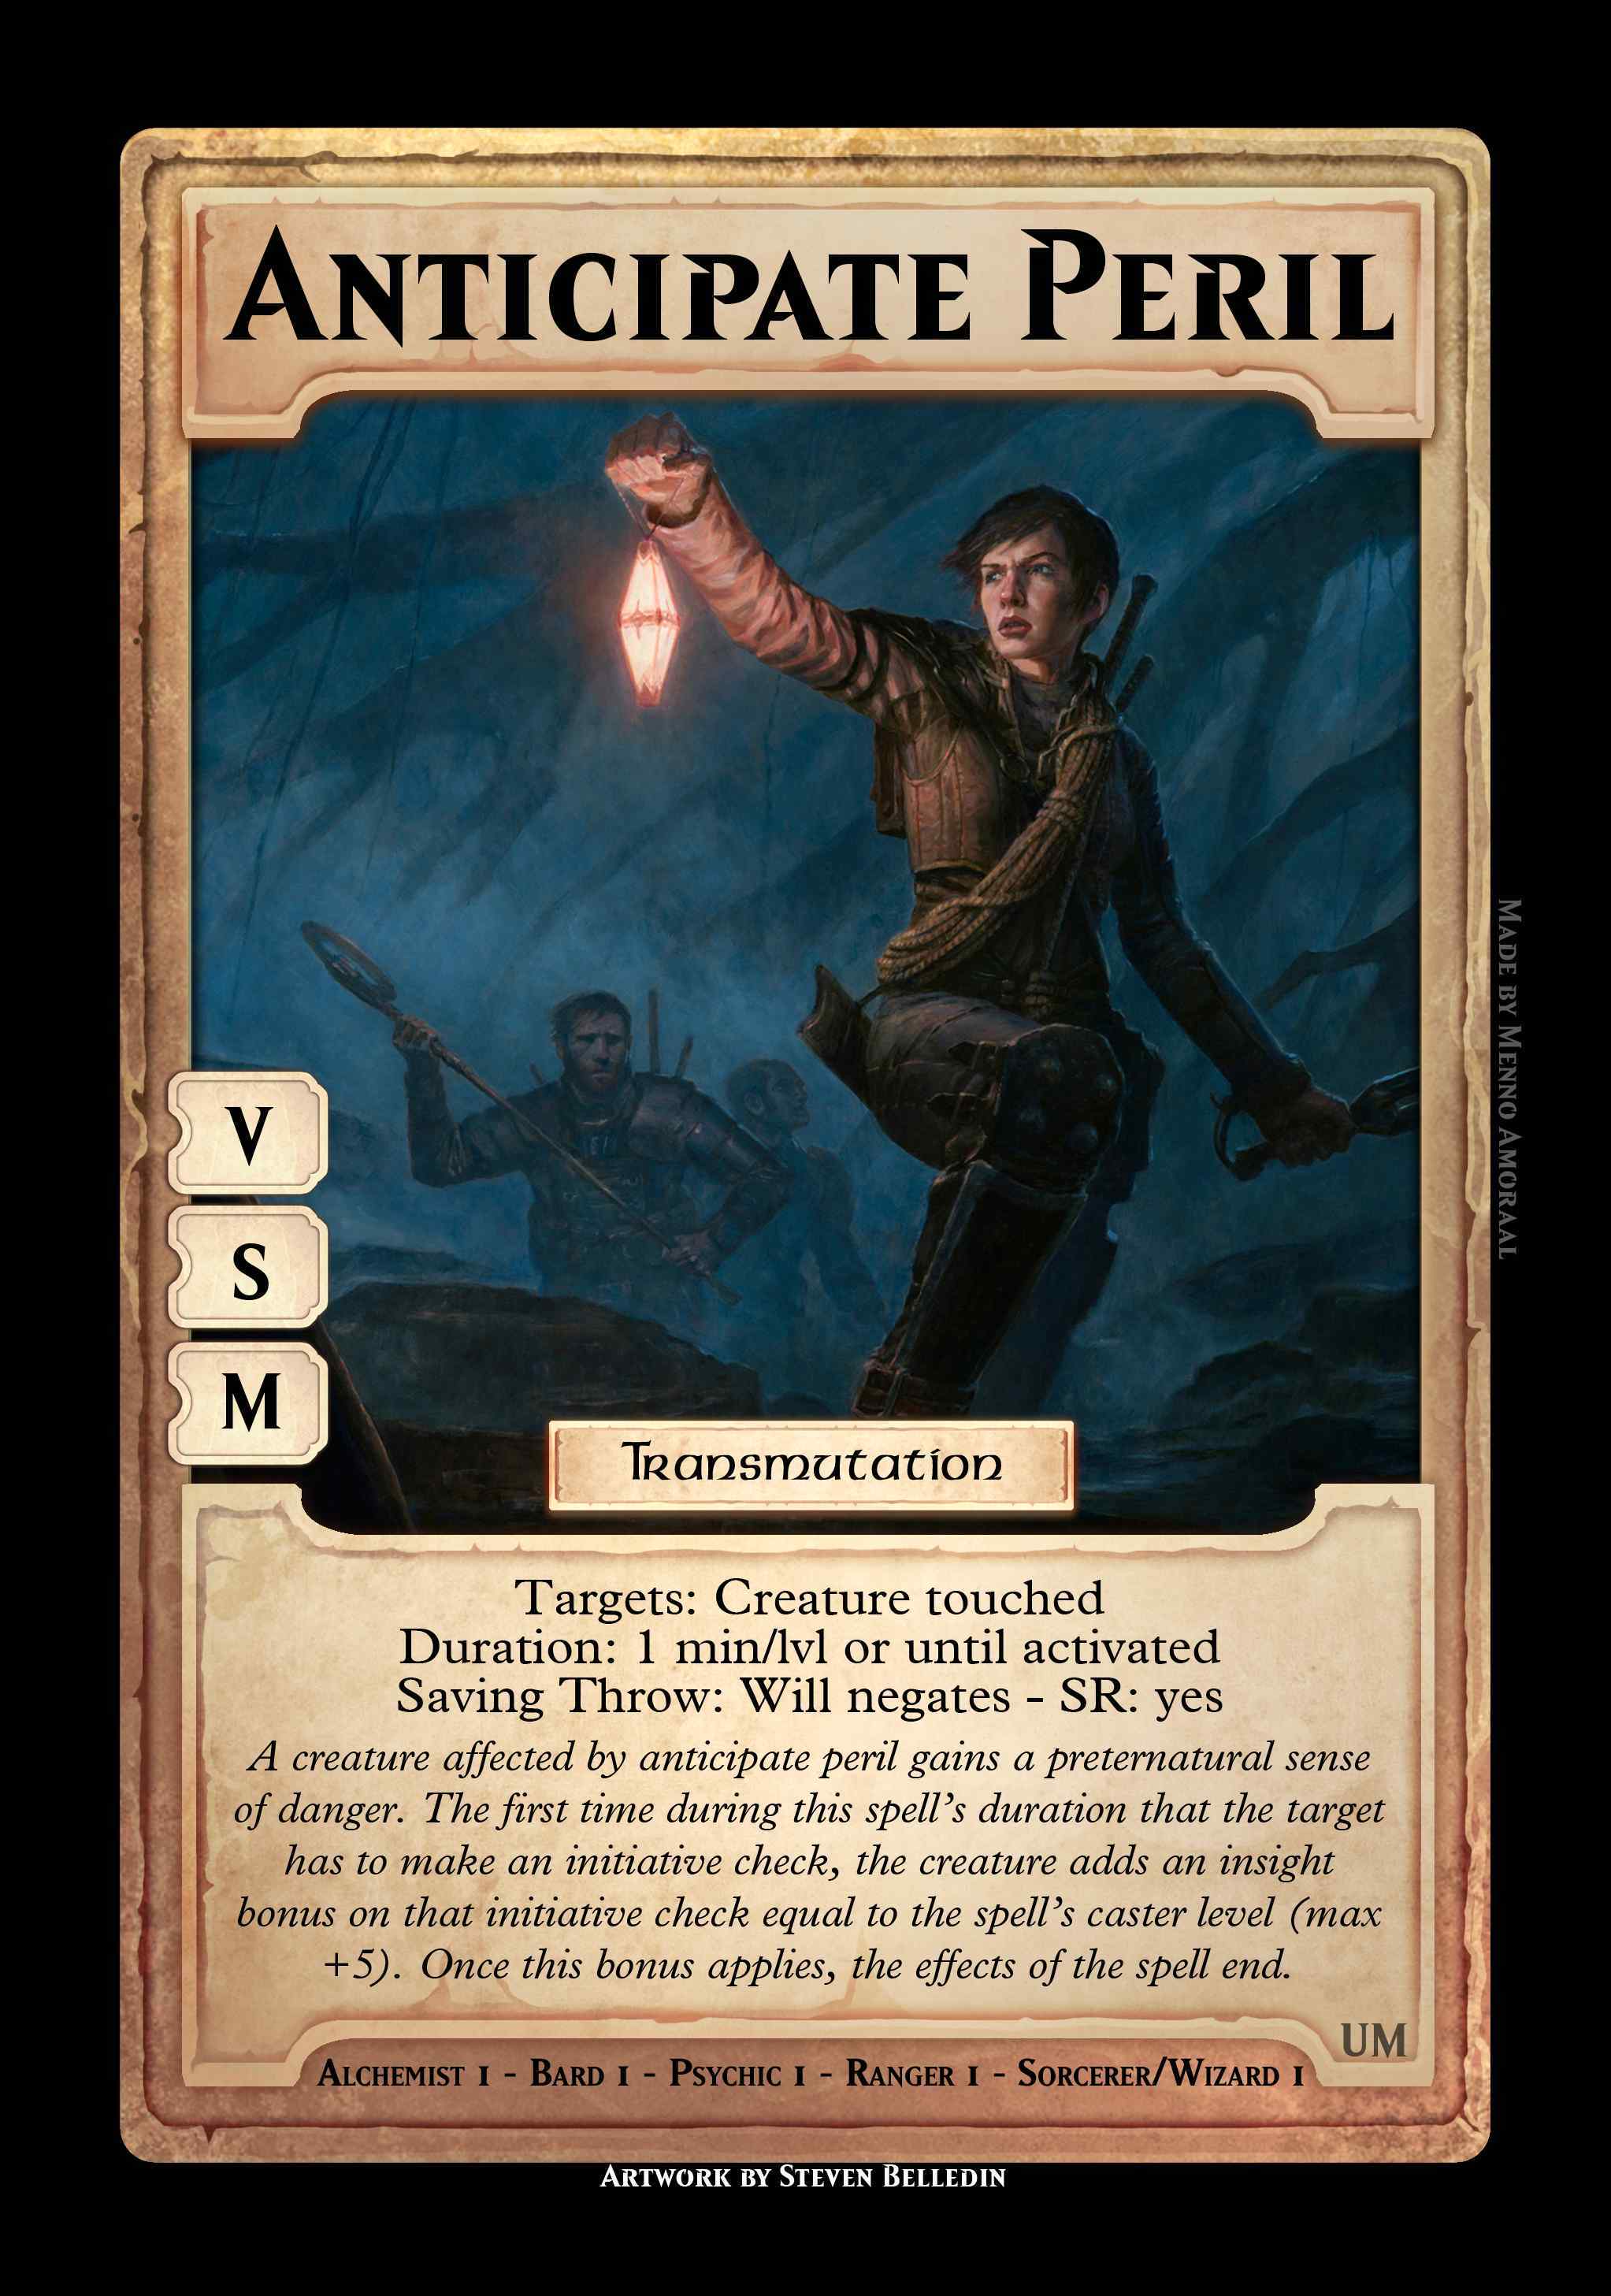 Anticipate Peril
V
S
M
Transmutation
Targets: Creature touched
Duration: 1 min/lvl or until activated
Saving Throw: Will negates - SR: yes
A creature affected by anticipate peril gains a preternatural sense
of danger. The first time during this spell's duration that the target
has to make an initiative check, the creature adds an insight
bonus on that initiative check equal to the spell's caster level (max
+5). Once this bonus applies, the effects of the spell end.
UM
Alchemist 1 - Bard 1 - Psychic 1 - Ranger 1 - Sorcerer/Wizard 1
Artwork by Steven Belledin
Made by Menno Amoraal